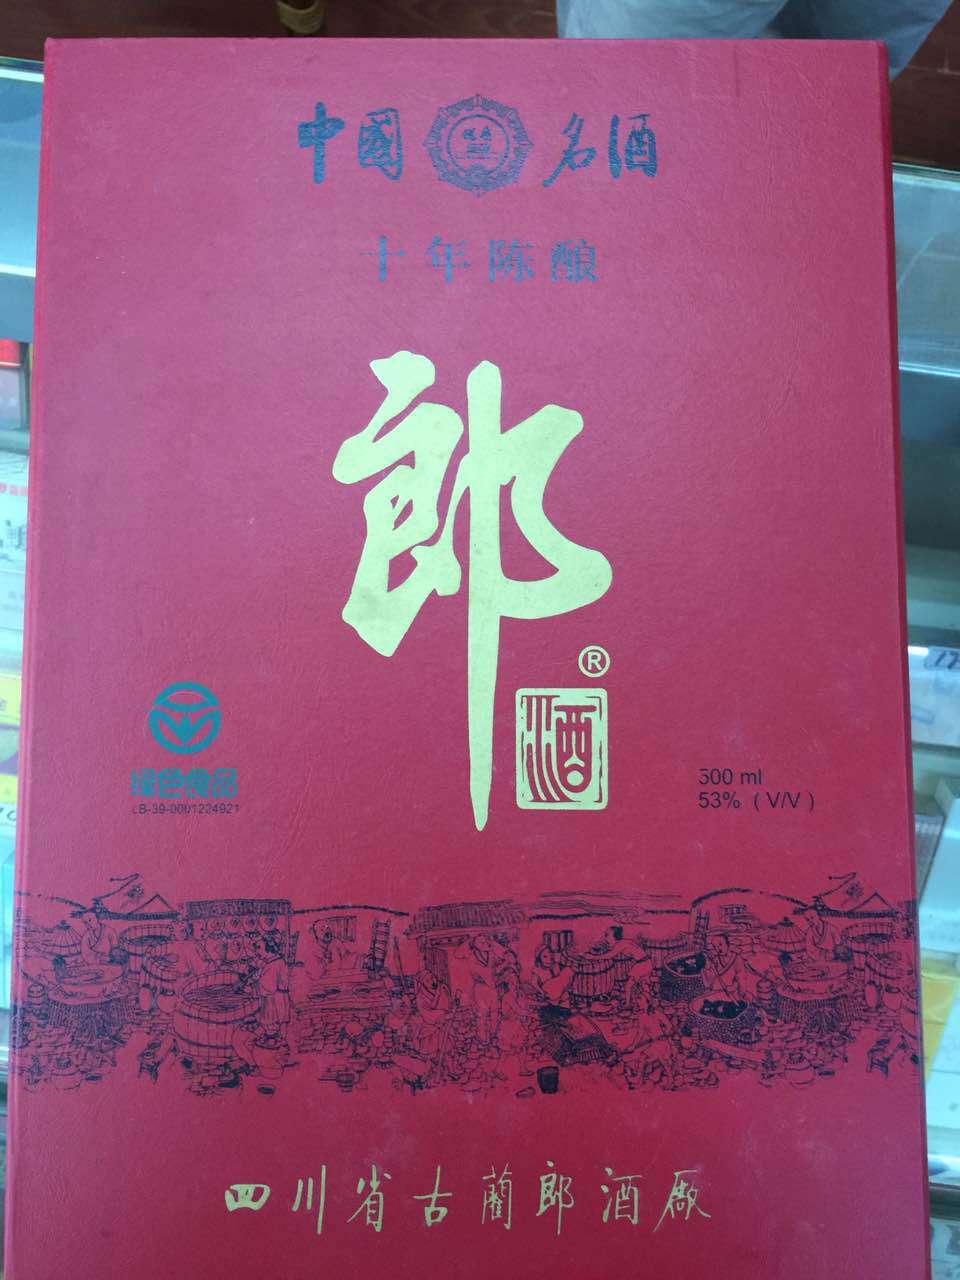 中國名酒
十年陈酿
郎
®
酒
绿色食品
LB-39-0001224921
500 ml
53% (V/V)
四川省古藺郎酒厰